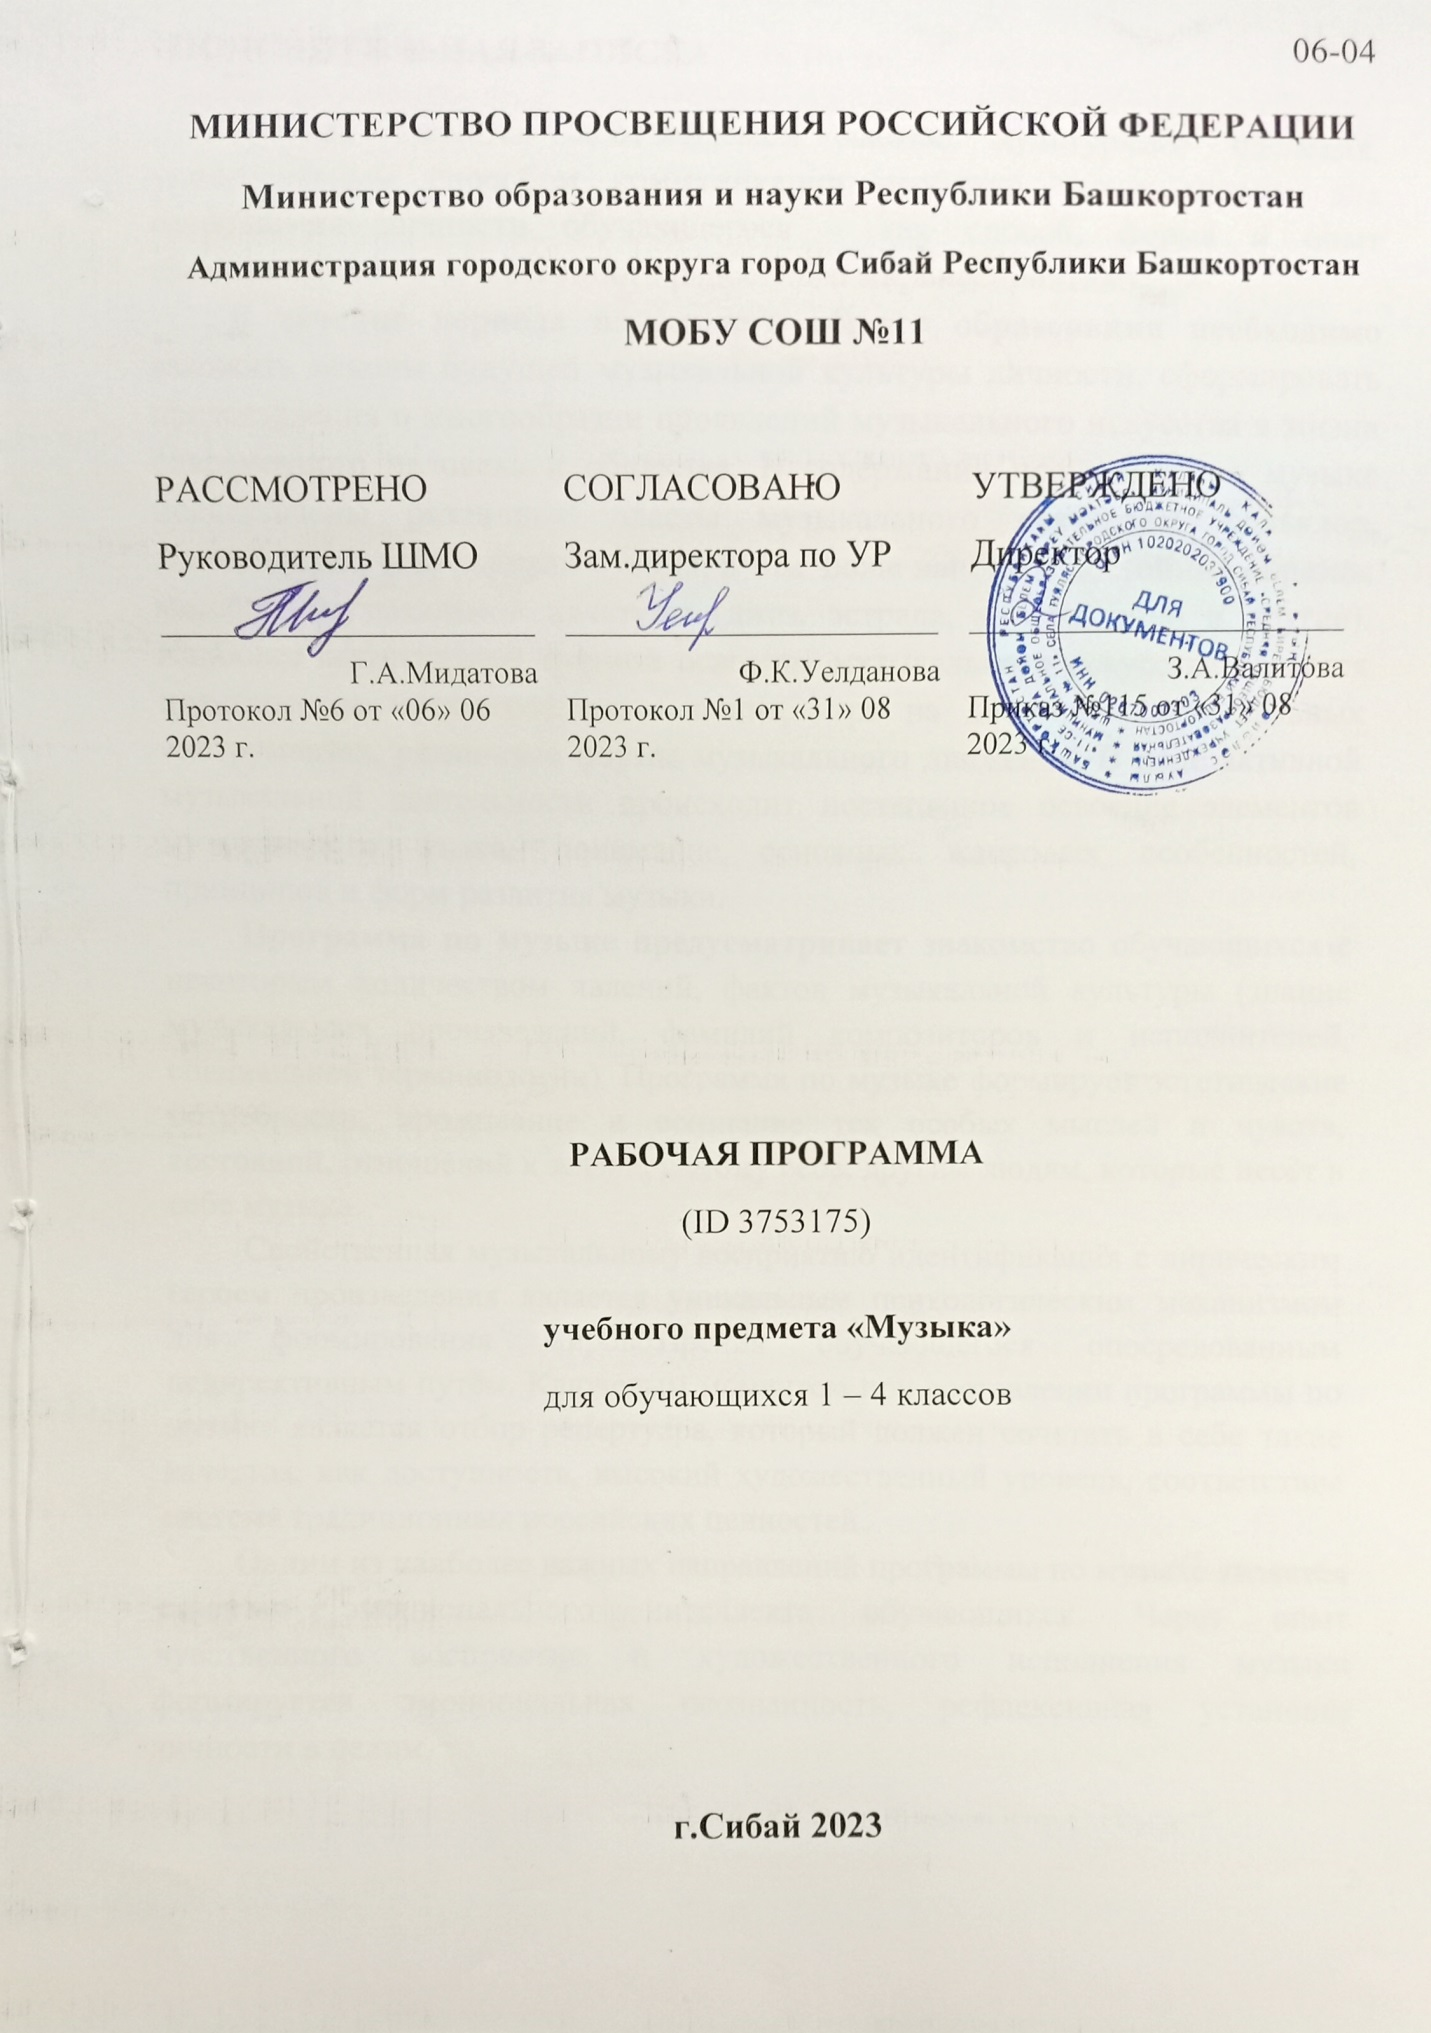 06-04
МИНИСТЕРСТВО ПРОСВЕЩЕНИЯ РОССИЙСКОЙ ФЕДЕРАЦИИ
Министерство образования и науки Республики Башкортостан
Администрация городского округа город Сибай Республики Башкортостан
МОБУ СОШ №11
РАССМОТРЕНО
Руководитель ШМО
Г.А.Мидатова
Протокол №6 от «06» 06
2023 г.
СОГЛАСОВАНО
Зам.директора по УР
Ф.К.Уелданова
Протокол №1 от «31» 08
2023 г.
УТВЕРЖДЕНО
Директор
З.А.Валитова
Приказ №115 от «31» 08
2023 г.
ДЛЯ
ДОКУМЕНТОВ
РАБОЧАЯ ПРОГРАММА
(ID 3753175)
учебного предмета «Музыка»
для обучающихся 1 – 4 классов
г.Сибай 2023